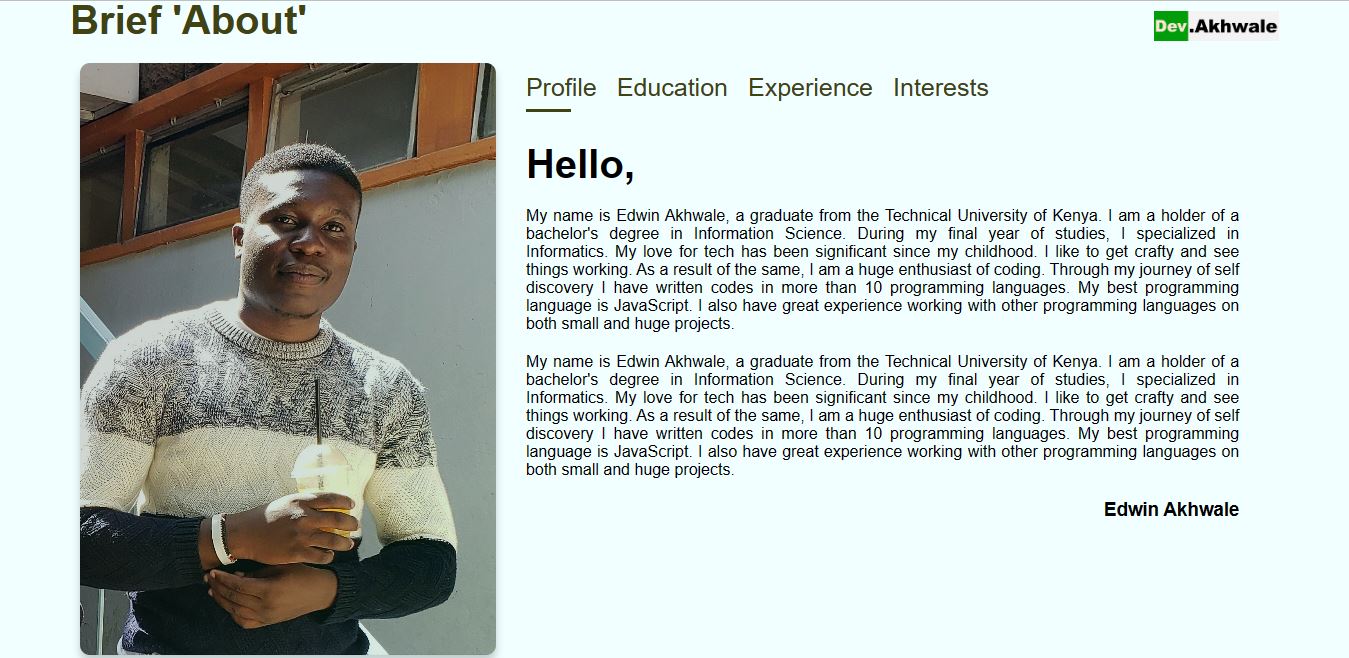 Brief 'About'
Dev.Akhwale
Profile Education Experience Interests
Hello,
My name is Edwin Akhwale, a graduate from the Technical University of Kenya. I am a holder of a
bachelor's degree in Information Science. During my final year of studies, I specialized in
Informatics. My love for tech has been significant since my childhood. I like to get crafty and see
things working. As a result of the same, I am a huge enthusiast of coding. Through my journey of self
discovery I have written codes in more than 10 programming languages. My best programming
language is JavaScript. I also have great experience working with other programming languages on
both small and huge projects.
My name is Edwin Akhwale, a graduate from the Technical University of Kenya. I am a holder of a
bachelor's degree in Information Science. During my final year of studies, I specialized in
Informatics. My love for tech has been significant since my childhood. I like to get crafty and see
things working. As a result of the same, I am a huge enthusiast of coding. Through my journey of self
discovery I have written codes in more than 10 programming languages. My best programming
language is JavaScript. I also have great experience working with other programming languages on
both small and huge projects.
Edwin Akhwale